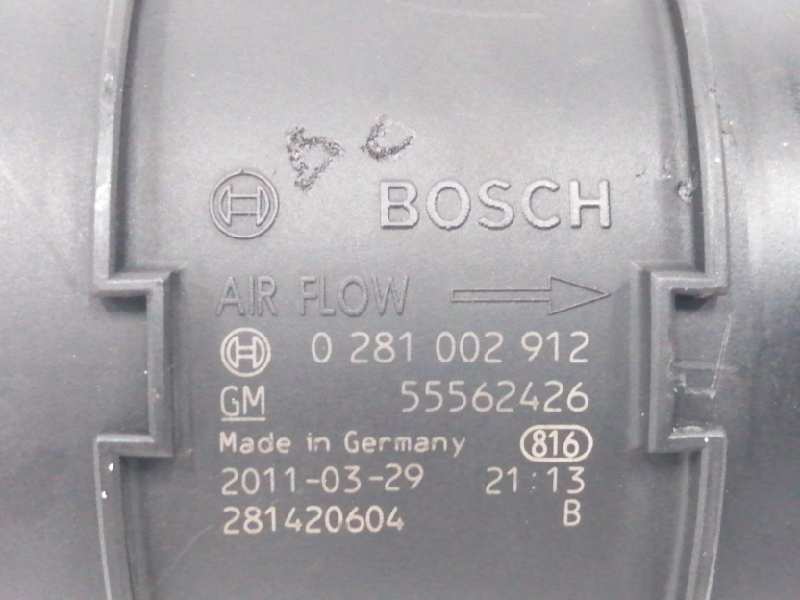 BOSCH
AIR FLOW
0 281 002 912
GM 55562426
Made in Germany 816
2011-03-29 21:13
281420604 B